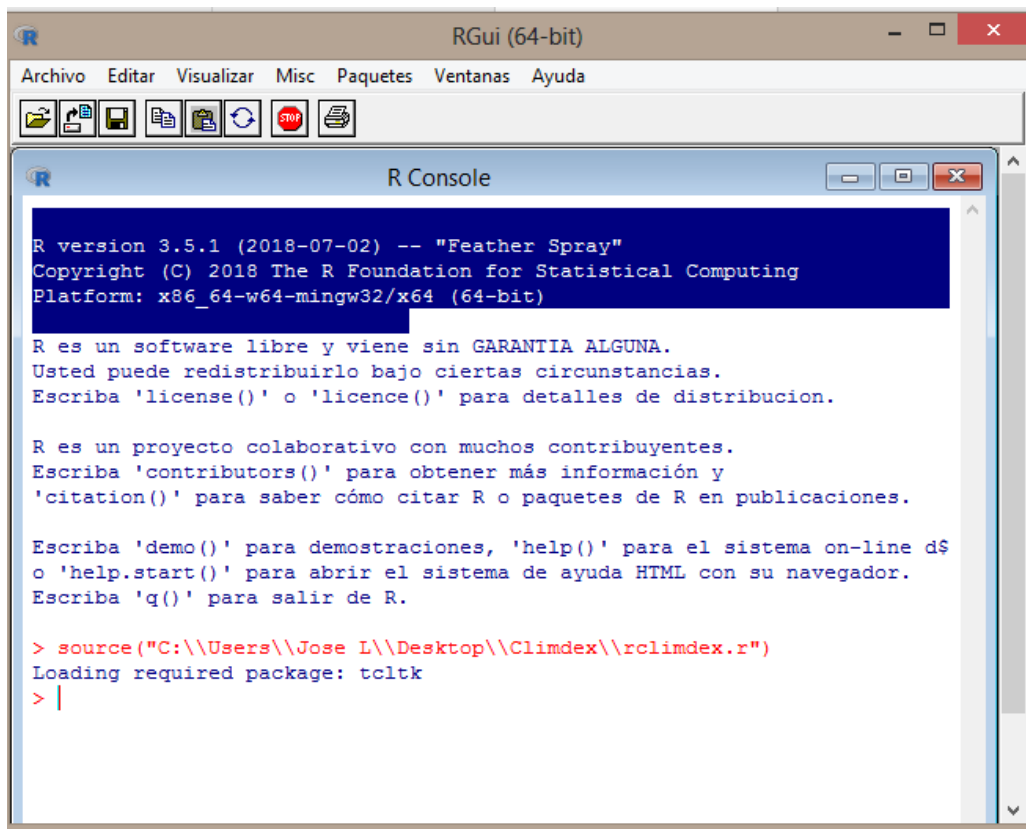 RGui (64-bit)
Archivo Editar Visualizar Misc Paquetes Ventanas Ayuda
STOP
R Console
R version 3.5.1 (2018-07-02) -- "Feather Spray"
Copyright (C) 2018 The R Foundation for Statistical Computing
Platform: x86_64-w64-mingw32/x64 (64-bit)
R es un software libre y viene sin GARANTIA ALGUNA.
Usted puede redistribuirlo bajo ciertas circunstancias.
Escriba 'license()' o 'licence()' para detalles de distribucion.
R es un proyecto colaborativo con muchos contribuyentes.
Escriba 'contributors()' para obtener más información y
'citation()' para saber cómo citar R o paquetes de R en publicaciones.
Escriba 'demo()' para demostraciones, 'help()' para el sistema on-line d$
o 'help.start()' para abrir el sistema de ayuda HTML con su navegador.
Escriba 'q()' para salir de R.
> source("C:\\Users\\Jose L\\Desktop\\Climdex\\rclimdex.r")
Loading required package: tcltk
>